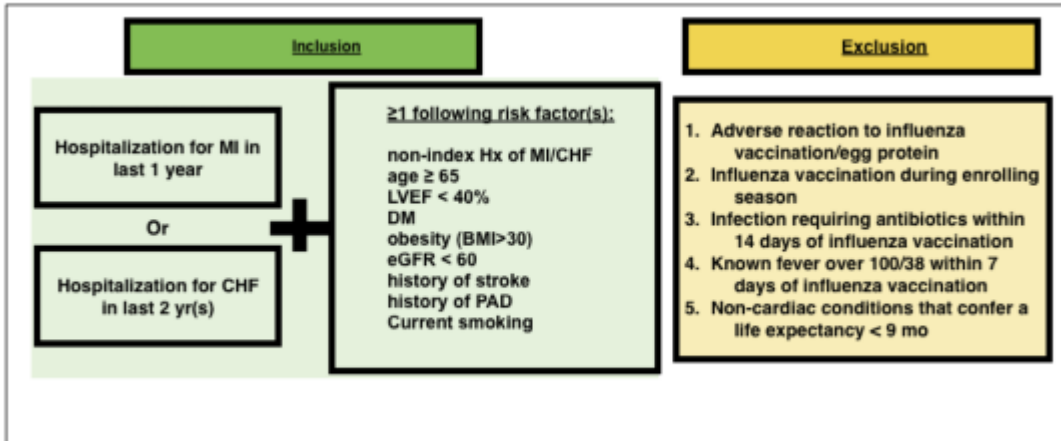 Inclusion
Hospitalization for MI in
last 1 year
Or
Hospitalization for CHF
in last 2 yr(s)
+
≥1 following risk factor(s):
non-index Hx of MI/CHF
age ≥ 65
LVEF < 40%
DM
obesity (BMI>30)
eGFR < 60
history of stroke
history of PAD
Current smoking
Exclusion
1. Adverse reaction to influenza
vaccination/egg protein
2. Influenza vaccination during enrolling
season
3. Infection requiring antibiotics within
14 days of influenza vaccination
4. Known fever over 100/38 within 7
days of influenza vaccination
5. Non-cardiac conditions that confer a
life expectancy < 9 mo